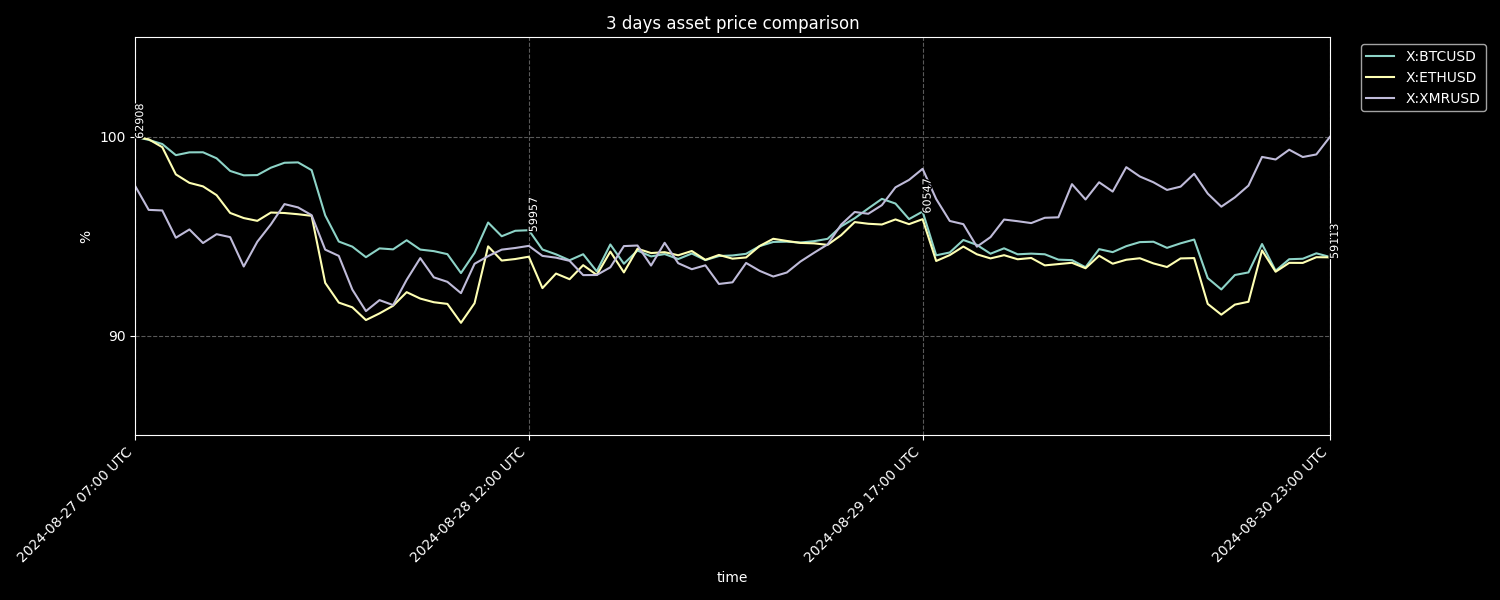 3 days asset price comparison
X:BTCUSD
X:ETHUSD
X:XMRUSD
62908
100
59957
60547
59113
%
90
2024-08-27 07:00 UTC
2024-08-28 12:00 UTC
2024-08-29 17:00 UTC
2024-08-30 23:00 UTC
time